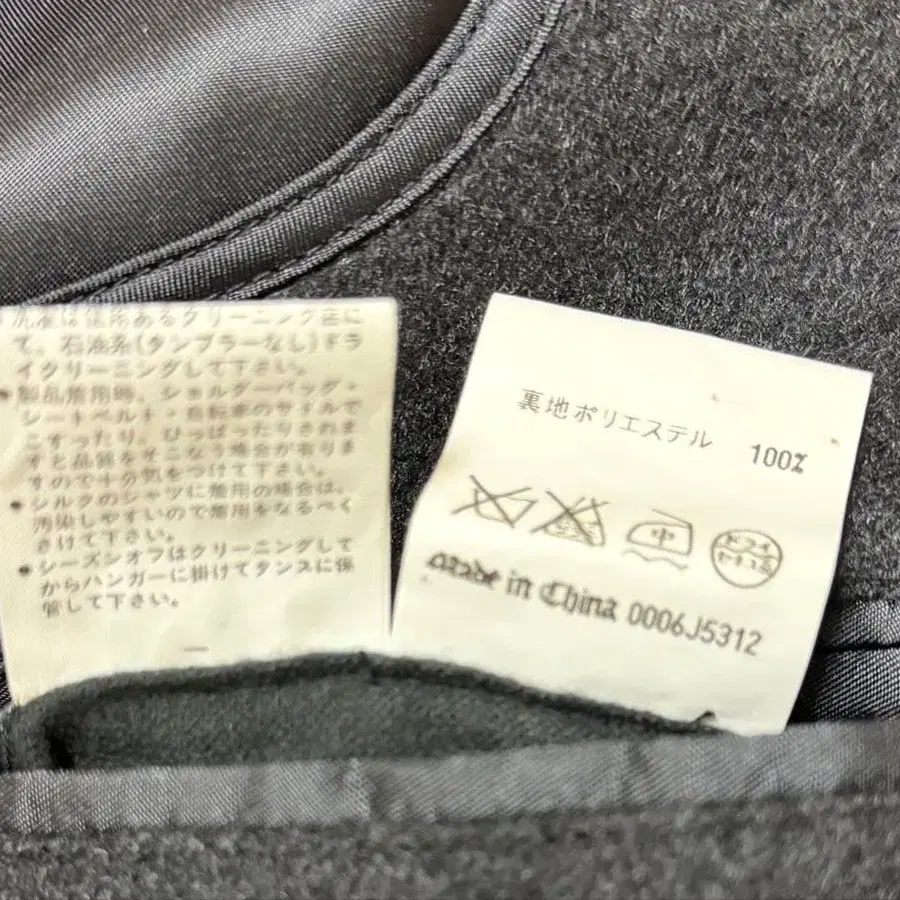 洗濯は信用あるクリーニング店に
て、石油系(タンブラーなし)ドラ
イクリーニングして下さい。
•製品着用時、ショルダーバッグ・
シートベルト・自転車のサドルで
こすったり、ひっぱったりされま
すと品質をそこなう場合が有りま
すので十分気をつけて下さい。
•シルクのシャツに着用の場合は、
汚染しやすいので着用をなるべく
さけて下さい。
•シーズンオフはクリーニングして
からハンガーに掛けてタンスに保
管して下さい。
裏地ポリエステル 100%
中
ドライ
セキユ系
Made in China 0006J5312